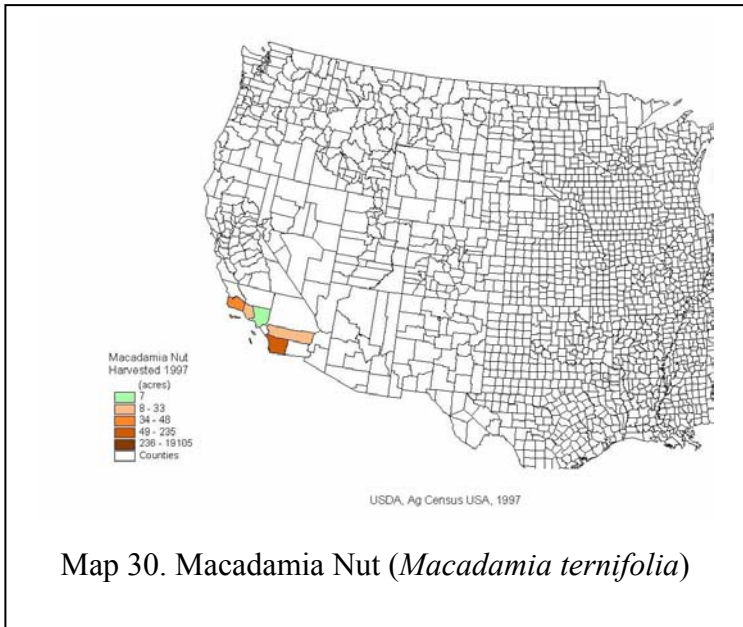 Macadamia Nut
Harvested 1997
(acres)
7
8 - 33
34 - 48
49 - 235
236 - 19105
Counties
USDA, Ag Census USA, 1997
Map 30. Macadamia Nut (Macadamia ternifolia)